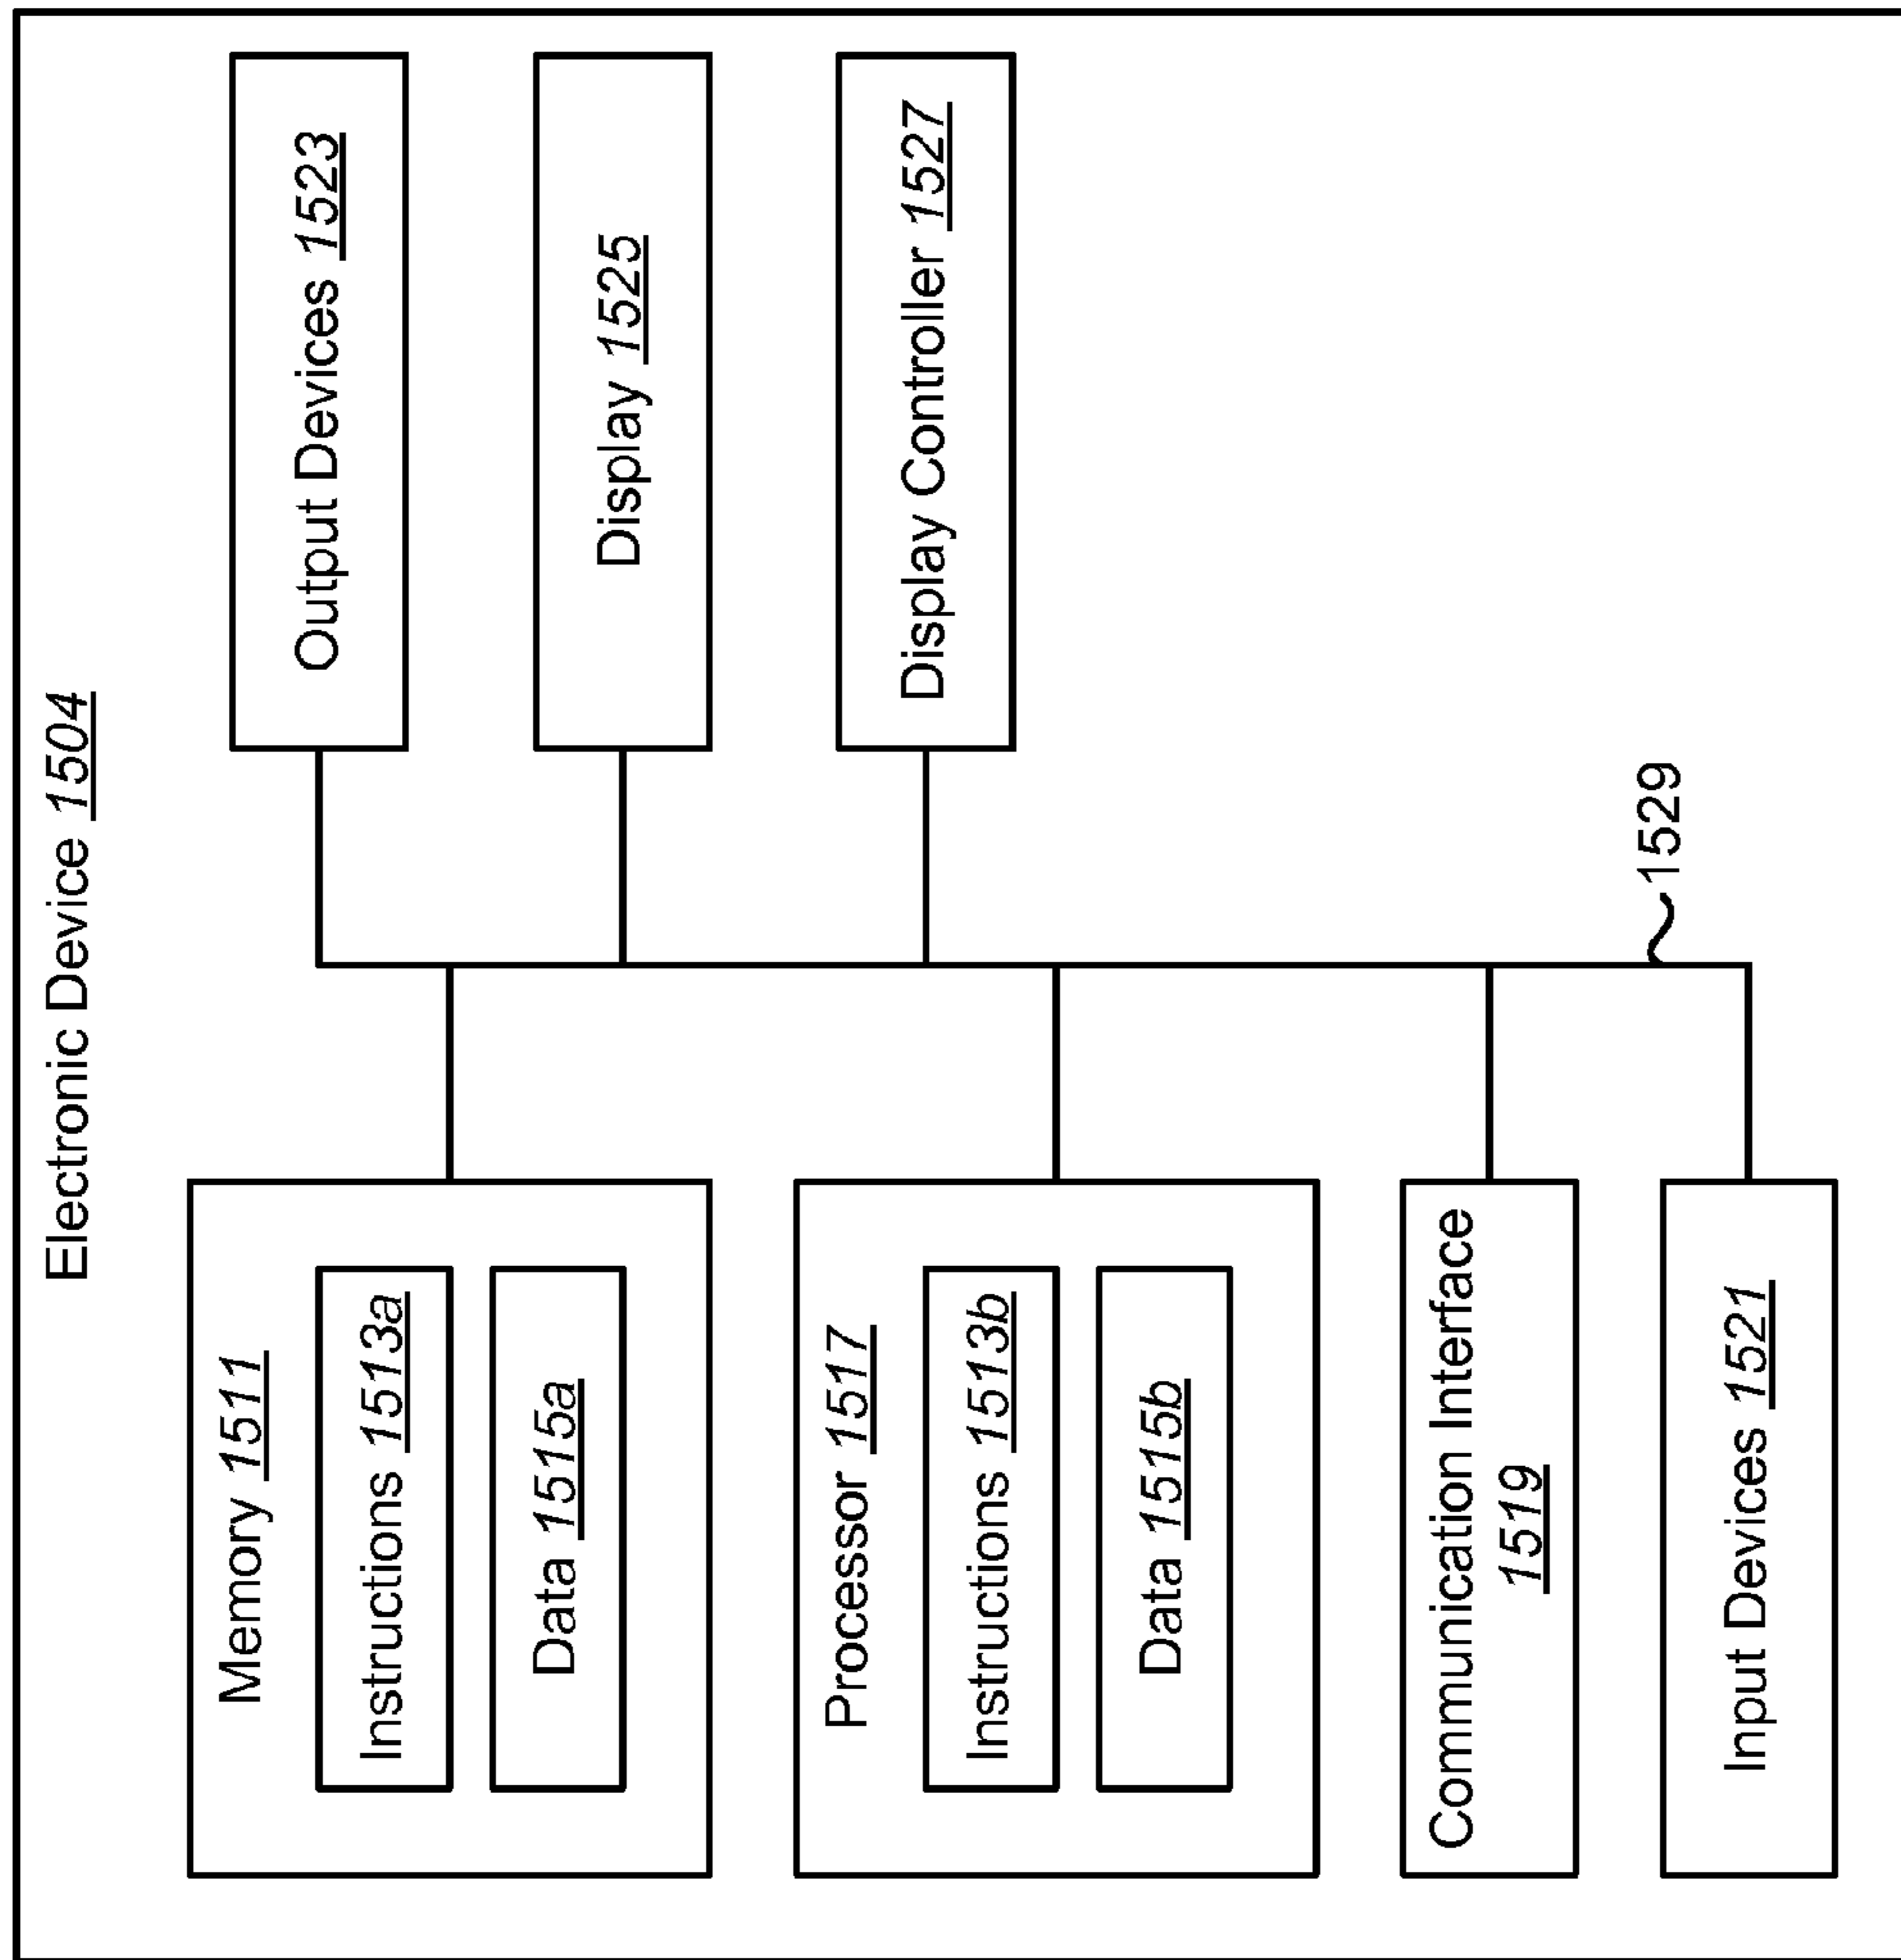 Electronic Device 1504
Memory 1511
Instructions 1513a
Data 1515a
Processor 1517
Instructions 1513b
Data 1515b
Communication Interface
1519
Input Devices 1521
Output Devices 1523
Display 1525
Display Controller 1527
1529